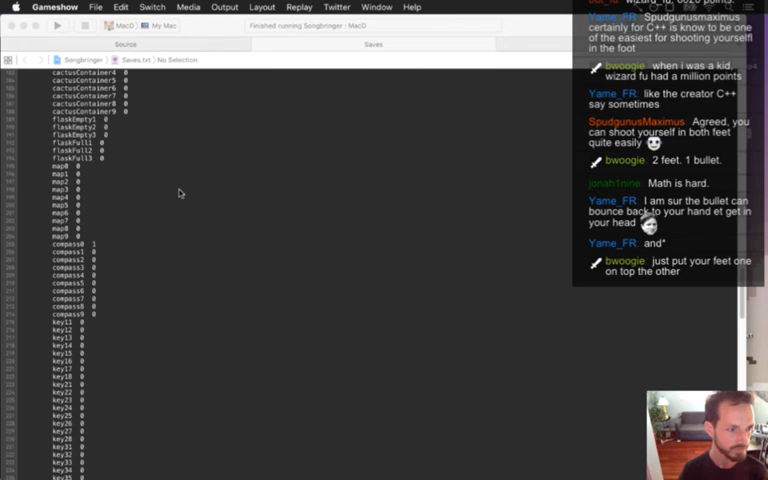 Gameshow File Edit Switch Media Output Layout Replay Twitter Window Help
MacD My Mac Finished running Songbringer : MacD
Source Saves
Songbringer Saves.txt No Selection
cactusContainer4 0
cactusContainer5 0
cactusContainer6 0
cactusContainer7 0
cactusContainer8 0
cactusContainer9 0
flaskEmpty1 0
flaskEmpty2 0
flaskEmpty3 0
flaskFull1 0
flaskFull2 0
flaskFull3 0
map0 0
map1 0
map2 0
map3 0
map4 0
map5 0
map6 0
map7 0
map8 0
map9 0
compass0 1
compass1 0
compass2 0
compass3 0
compass4 0
compass5 0
compass6 0
compass7 0
compass8 0
compass9 0
key11 0
key12 0
key13 0
key14 0
key15 0
key16 0
key17 0
key18 0
key21 0
key22 0
key23 0
key24 0
key25 0
key26 0
key27 0
key28 0
key31 0
key32 0
key33 0
key34 0
key35 0
Yame_FR: Spudgunusmaximus
certainly for C++ is know to be one
of the easiest for shooting yourselfl
in the foot
bwoogie: when i was a kid,
wizard fu had a million points
Yame_FR: like the creator C++
say sometimes
SpudgunusMaximus: Agreed, you
can shoot yourself in both feet
quite easily
bwoogie: 2 feet. 1 bullet.
jonah1nine: Math is hard.
Yame_FR: I am sur the bullet can
bounce back to your hand et get in
your head
Yame_FR: and*
bwoogie: just put your feet one
on top the other